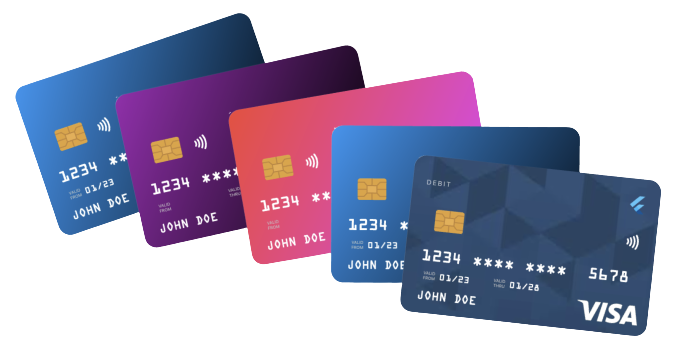 1234 **
VALID
FROM 01/23
JOHN DOE
1234 ****
VALID
FROM
VALID
THRU
JOHN DOE
1234 **
VALID
FROM
JOHN DOE
1234 *
VALID
FROM 01/23
JOHN DOE
DEBIT
1234 **** **** 5678
VALID
FROM 01/23
VALID
THRU 01/28
JOHN DOE
VISA